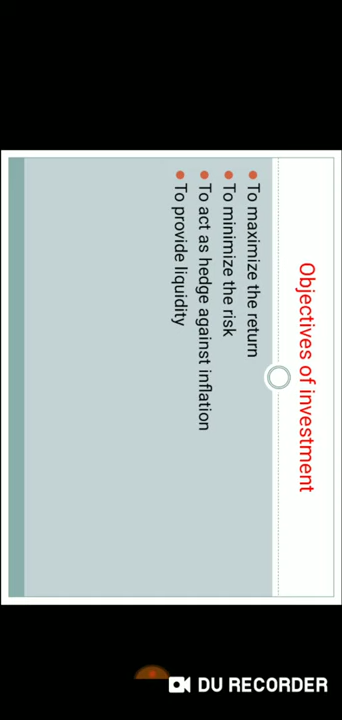 Objectives of investment
To maximize the return
To minimize the risk
To act as hedge against inflation
To provide liquidity
DU RECORDER